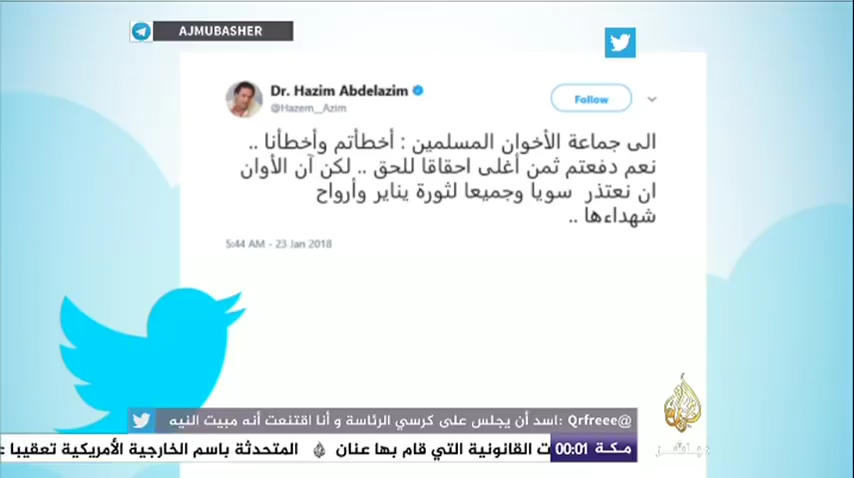 AJMUBASHER
Dr. Hazim Abdelazim
@Hazem__Azim
Follow
الى جماعة الأخوان المسلمين : أخطأتم وأخطأنا ..
نعم دفعتم ثمن أغلى احقاقا للحق .. لكن آن الأوان
ان نعتذر سويا وجميعا لثورة يناير وأرواح
شهداءها ..
5:44 AM - 23 Jan 2018
@Qrfreee :اسد أن يجلس على كرسي الرئاسة و أنا اقتنعت أنه مبيت النيه
مكة 00:01
ت القانونية التي قام بها عنان
المتحدثة باسم الخارجية الأمريكية تعقيبا
مباشر